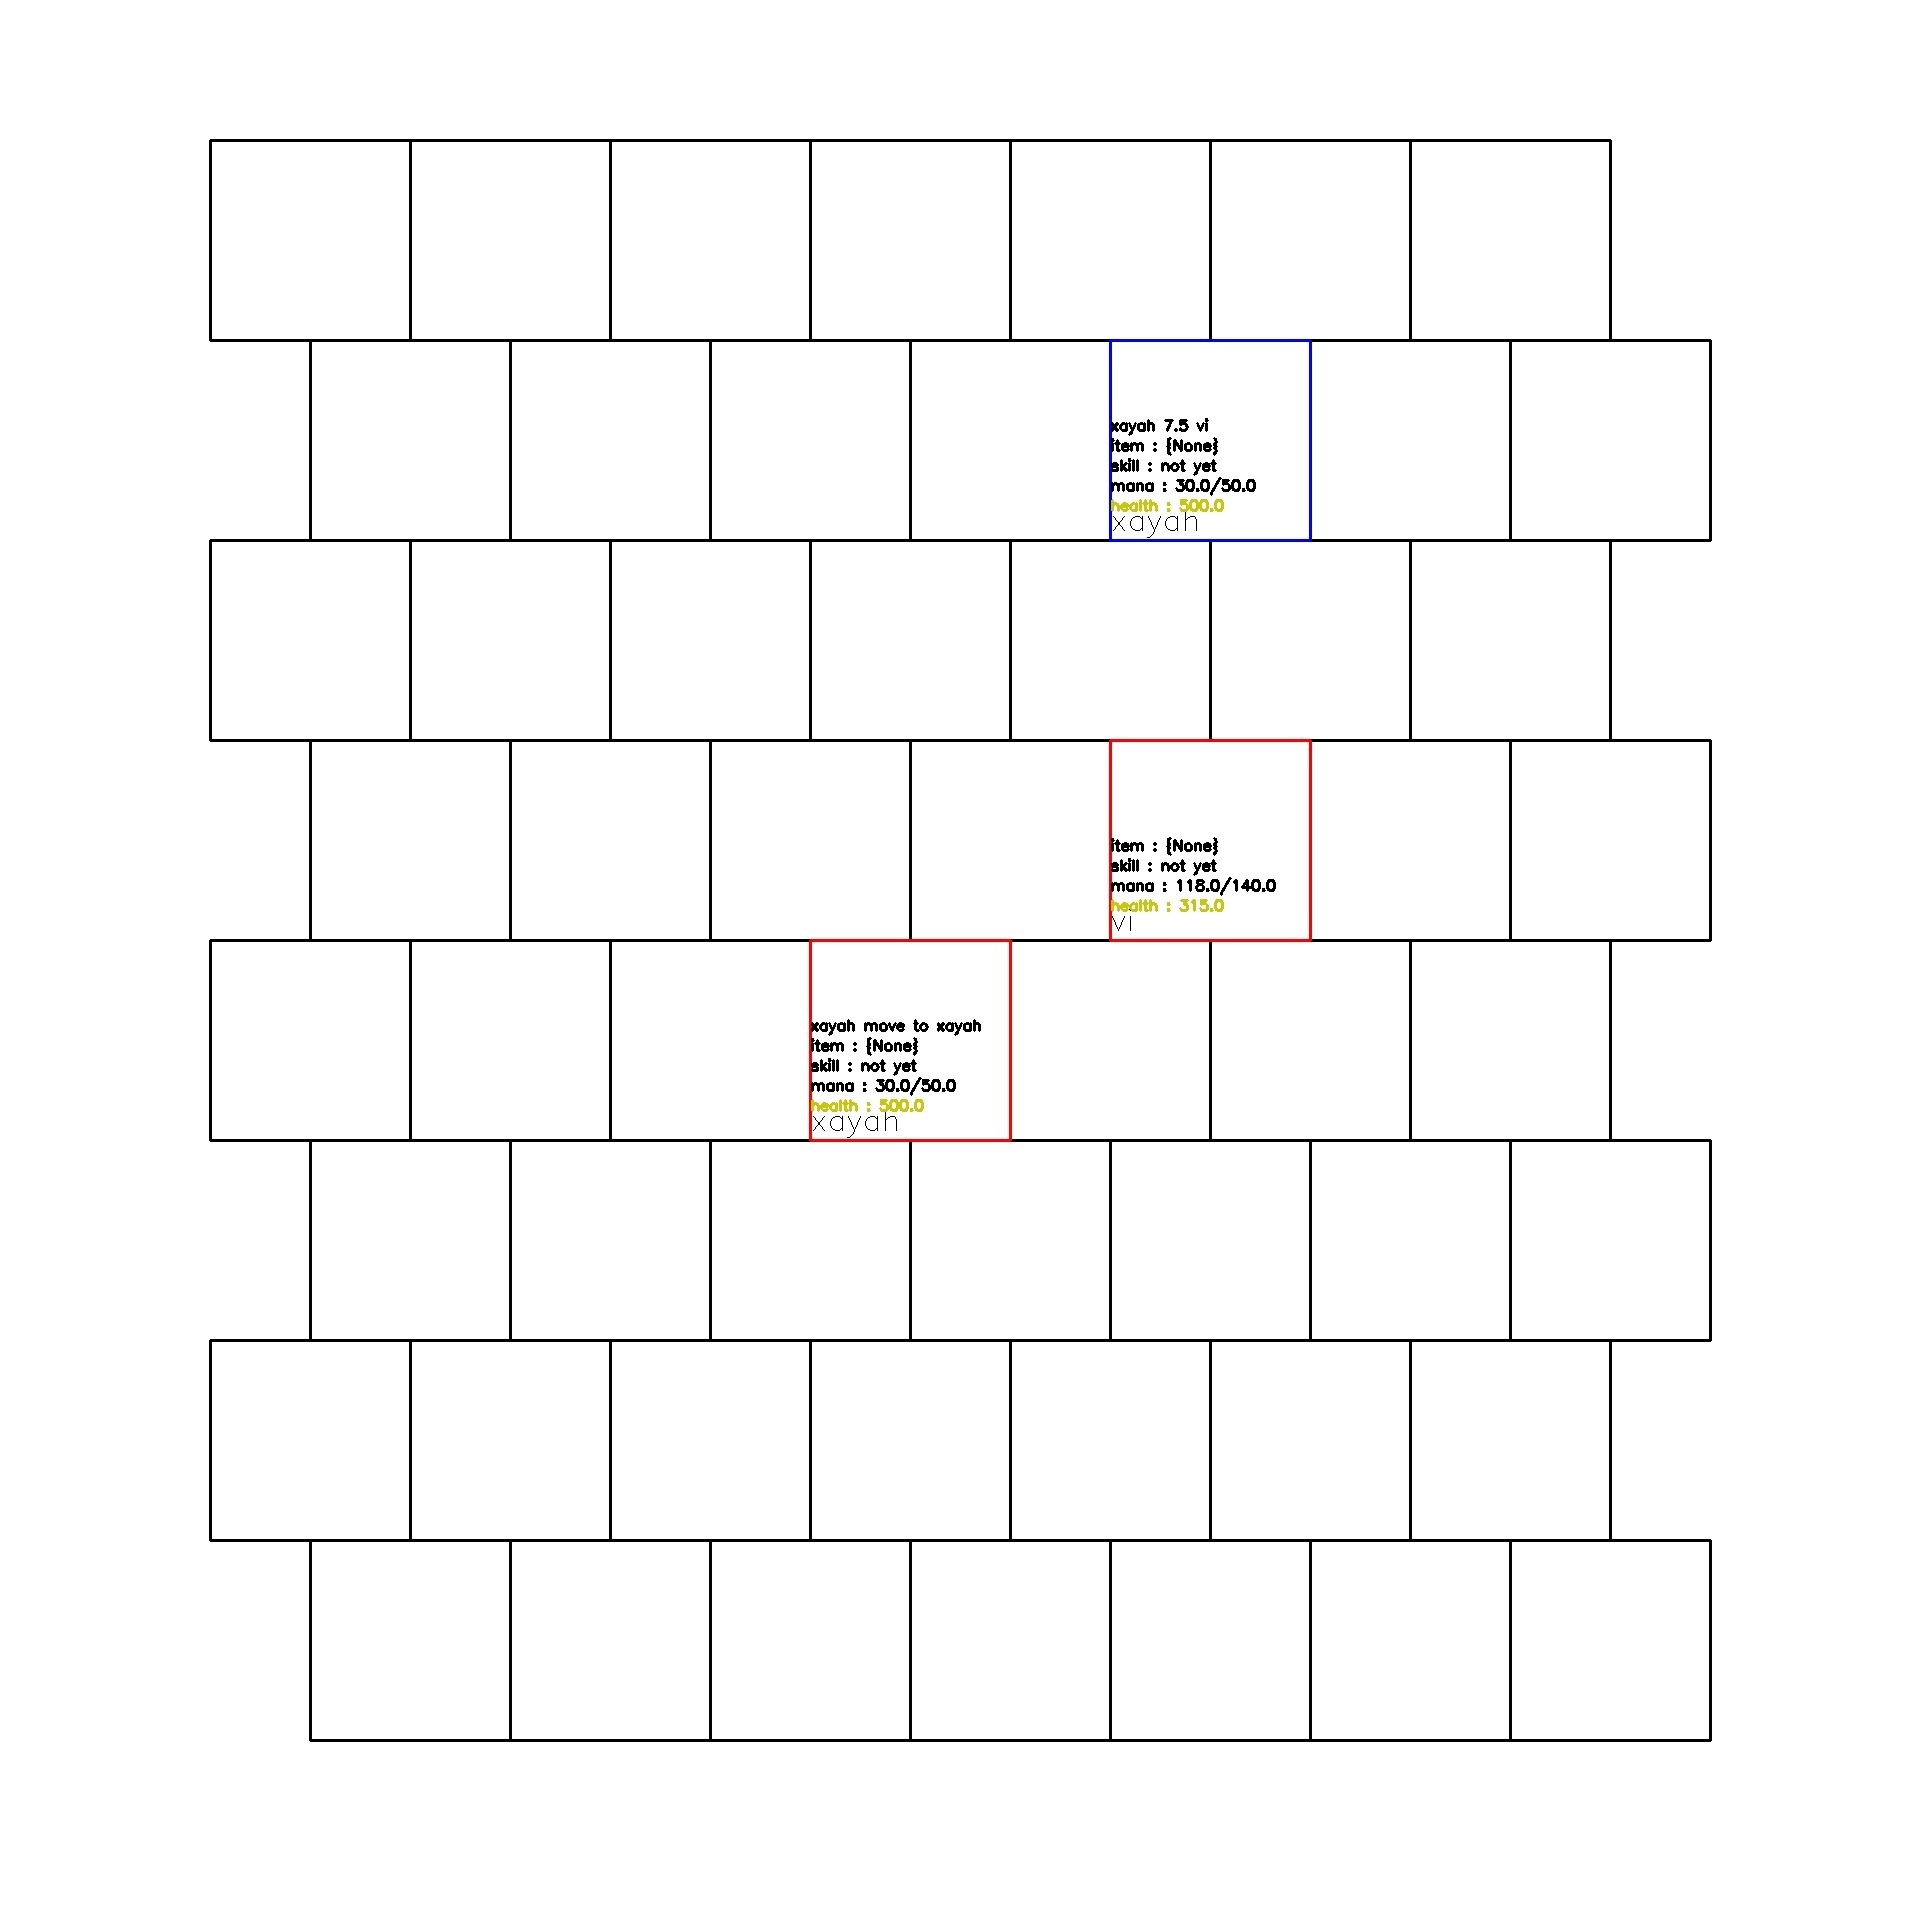 xayah 7.5 vi
item : {None}
skill : not yet
mana : 30.0/50.0
health : 500.0
xayah
item : {None}
skill : not yet
mana : 118.0/140.0
health : 315.0
vi
xayah move to xayah
item : {None}
skill : not yet
mana : 30.0/50.0
health : 500.0
xayah